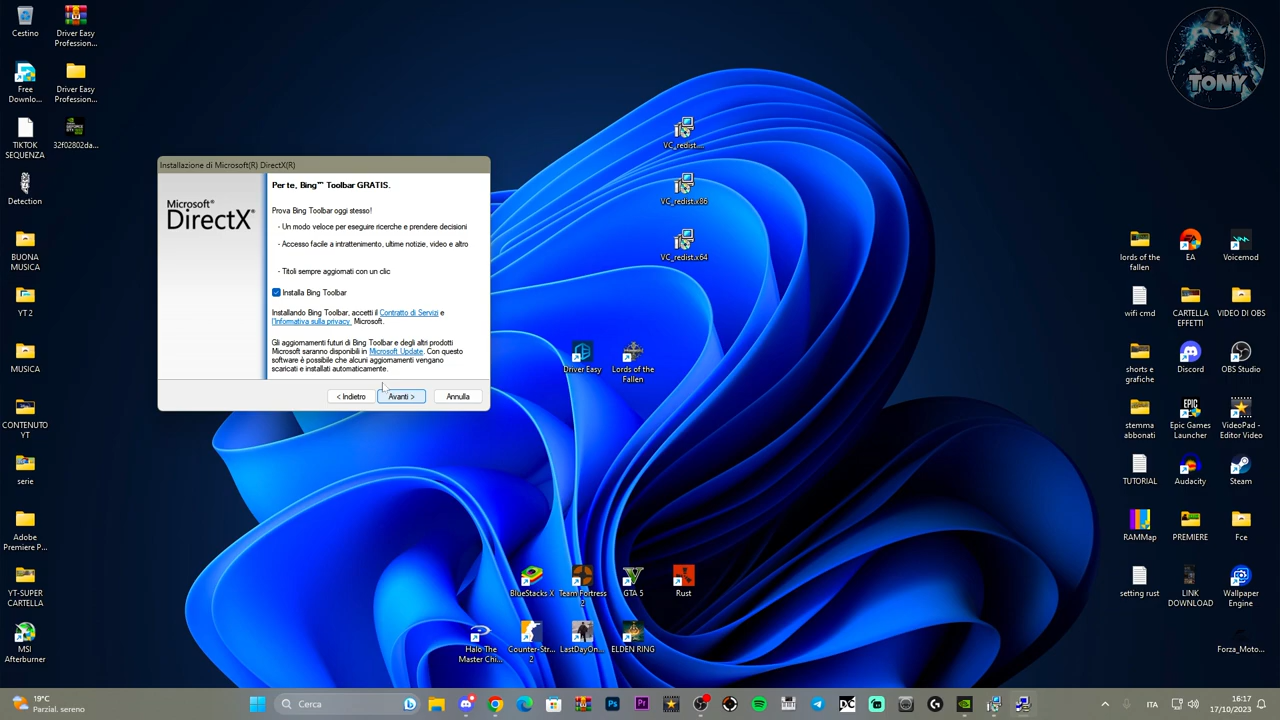 Cestino
Driver Easy
Profession...
Free
Downlo...
Driver Easy
Profession...
TIKTOK
SEQUENZA
32f02802da...
Detection
BUONA
MUSICA
YT 2
MUSICA
CONTENUTO
YT
serie
Adobe
Premiere P...
YT-SUPER
CARTELLA
MSI
Afterburner
Installazione di Microsoft(R) DirectX(R)
Microsoft®
DirectX®
Per te, Bing™ Toolbar GRATIS.
Prova Bing Toolbar oggi stesso!
- Un modo veloce per eseguire ricerche e prendere decisioni
- Accesso facile a intrattenimento, ultime notizie, video e altro
- Titoli sempre aggiornati con un clic
Installa Bing Toolbar
Installando Bing Toolbar, accetti il Contratto di Servizi e
l'Informativa sulla privacy. Microsoft.
Gli aggiornamenti futuri di Bing Toolbar e degli altri prodotti
Microsoft saranno disponibili in Microsoft Update. Con questo
software è possibile che alcuni aggiornamenti vengano
scaricati e installati automaticamente.
< Indietro
Avanti >
Annulla
VC_redist....
VC_redist.x86
VC_redist.x64
Driver Easy
Lords of the
Fallen
BlueStacks X
Team Fortress
2
GTA 5
Rust
Halo The
Master Chi...
Counter-Str...
2
LastDayOn...
ELDEN RING
TONY
lords of the
fallen
EA
Voicemod
wifi cmd
CARTELLA
EFFETTI
VIDEO DI OBS
shorts e
grafiche
Discord
OBS Studio
stemma
abbonati
Epic Games
Launcher
VideoPad -
Editor Video
TUTORIAL
Audacity
Steam
RAMMap
PREMIERE
Fce
setting rust
LINK
DOWNLOAD
Wallpaper
Engine
Forza_Moto...
19°C
Parzial. sereno
Cerca
ITA
16:17
17/10/2023